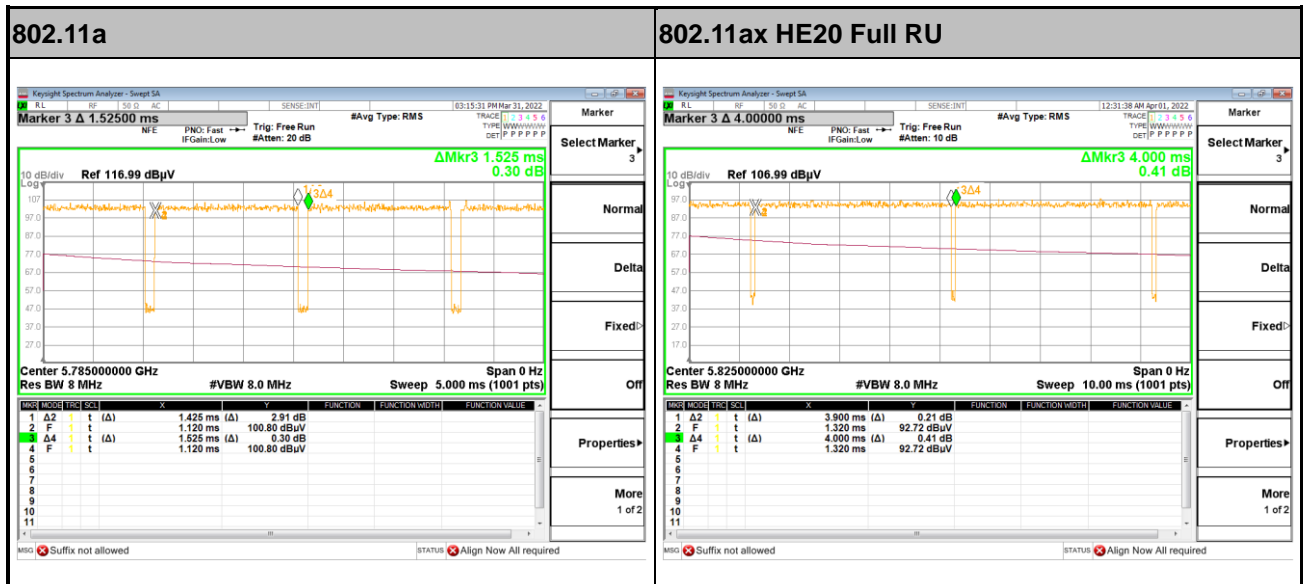 802.11a
Keysight Spectrum Analyzer - Swept SA
RL RF 50 Ω AC SENSE:INT 03:15:31 PM Mar 31, 2022
Marker 3 Δ 1.52500 ms
NFE PNO: Fast Trig: Free Run #Avg Type: RMS TRACE 1 2 3 4 5 6
IFGain:Low #Atten: 20 dB TYPE WWWWWW
DET P P P P P P
ΔMkr3 1.525 ms
0.30 dB
10 dB/div Ref 116.99 dBµV
Log
107
97.0
87.0
77.0
67.0
57.0
47.0
37.0
27.0
3Δ4
Center 5.785000000 GHz Span 0 Hz
Res BW 8 MHz #VBW 8.0 MHz Sweep 5.000 ms (1001 pts)
MKR MODE TRC SCL X Y FUNCTION FUNCTION WIDTH FUNCTION VALUE
1 Δ2 1 t (Δ) 1.425 ms (Δ) 2.91 dB
2 F 1 t 1.120 ms 100.80 dBµV
3 Δ4 1 t (Δ) 1.525 ms (Δ) 0.30 dB
4 F 1 t 1.120 ms 100.80 dBµV
5
6
7
8
9
10
11
MSG Suffix not allowed STATUS Align Now All required
Marker
Select Marker
3
Normal
Delta
Fixed
Off
Properties
More
1 of 2
802.11ax HE20 Full RU
Keysight Spectrum Analyzer - Swept SA
RL RF 50 Ω AC SENSE:INT 12:31:38 AM Apr 01, 2022
Marker 3 Δ 4.00000 ms
NFE PNO: Fast Trig: Free Run #Avg Type: RMS TRACE 1 2 3 4 5 6
IFGain:Low #Atten: 10 dB TYPE WWWWWW
DET P P P P P P
ΔMkr3 4.000 ms
0.41 dB
10 dB/div Ref 106.99 dBµV
Log
97.0
87.0
77.0
67.0
57.0
47.0
37.0
27.0
17.0
3Δ4
Center 5.825000000 GHz Span 0 Hz
Res BW 8 MHz #VBW 8.0 MHz Sweep 10.00 ms (1001 pts)
MKR MODE TRC SCL X Y FUNCTION FUNCTION WIDTH FUNCTION VALUE
1 Δ2 1 t (Δ) 3.900 ms (Δ) 0.21 dB
2 F 1 t 1.320 ms 92.72 dBµV
3 Δ4 1 t (Δ) 4.000 ms (Δ) 0.41 dB
4 F 1 t 1.320 ms 92.72 dBµV
5
6
7
8
9
10
11
MSG Suffix not allowed STATUS Align Now All required
Marker
Select Marker
3
Normal
Delta
Fixed
Off
Properties
More
1 of 2